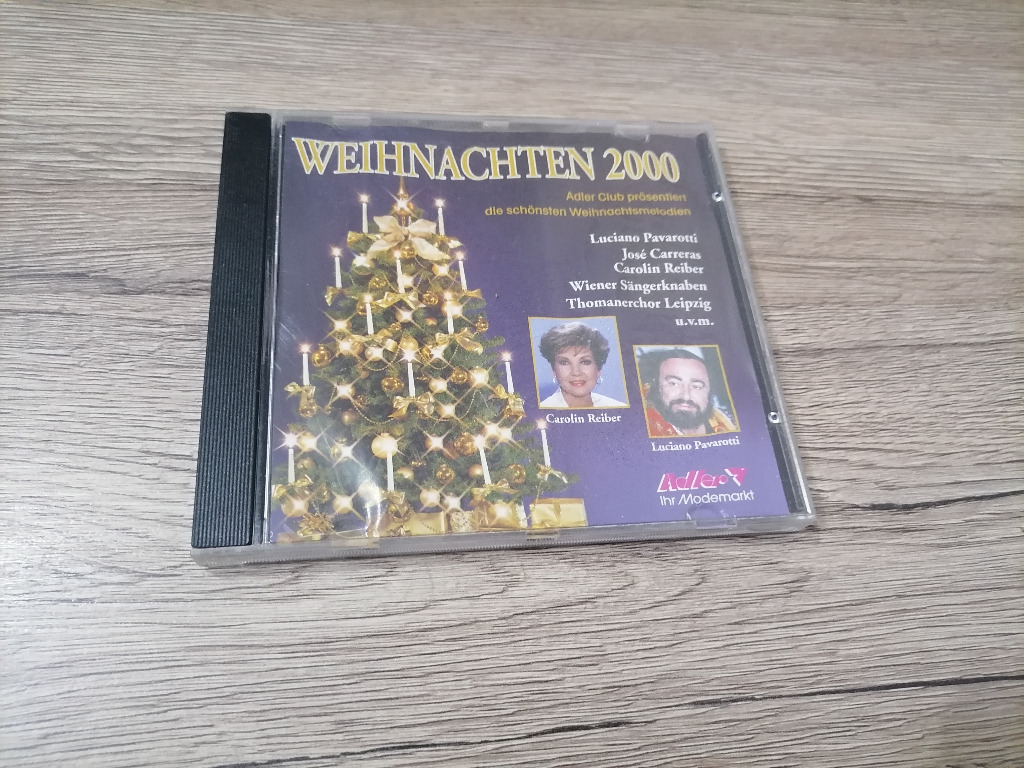 WEIHNACHTEN 2000
Adler Club präsentiert
die schönsten Weihnachtsmelodien
Luciano Pavarotti
José Carreras
Carolin Reiber
Wiener Sängerknaben
Thomanerchor Leipzig
u.v.m.
Carolin Reiber
Luciano Pavarotti
Adler
Ihr Modemarkt